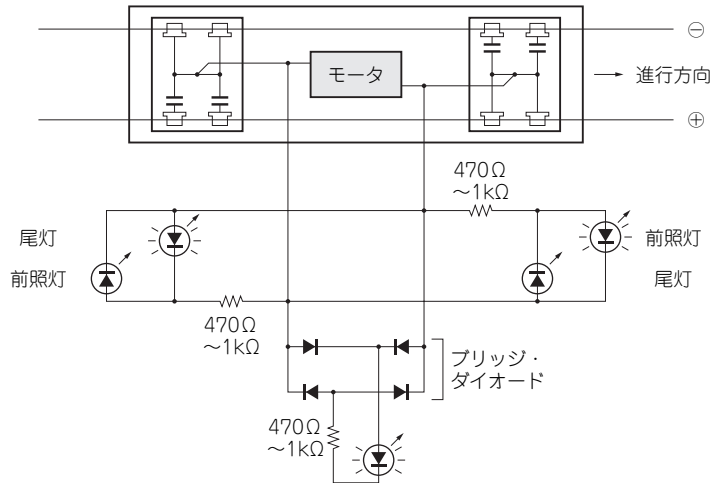 ⊖
モータ
進行方向
⊕
470Ω
～1kΩ
尾灯
前照灯
前照灯
尾灯
470Ω
～1kΩ
ブリッジ・
ダイオード
470Ω
～1kΩ